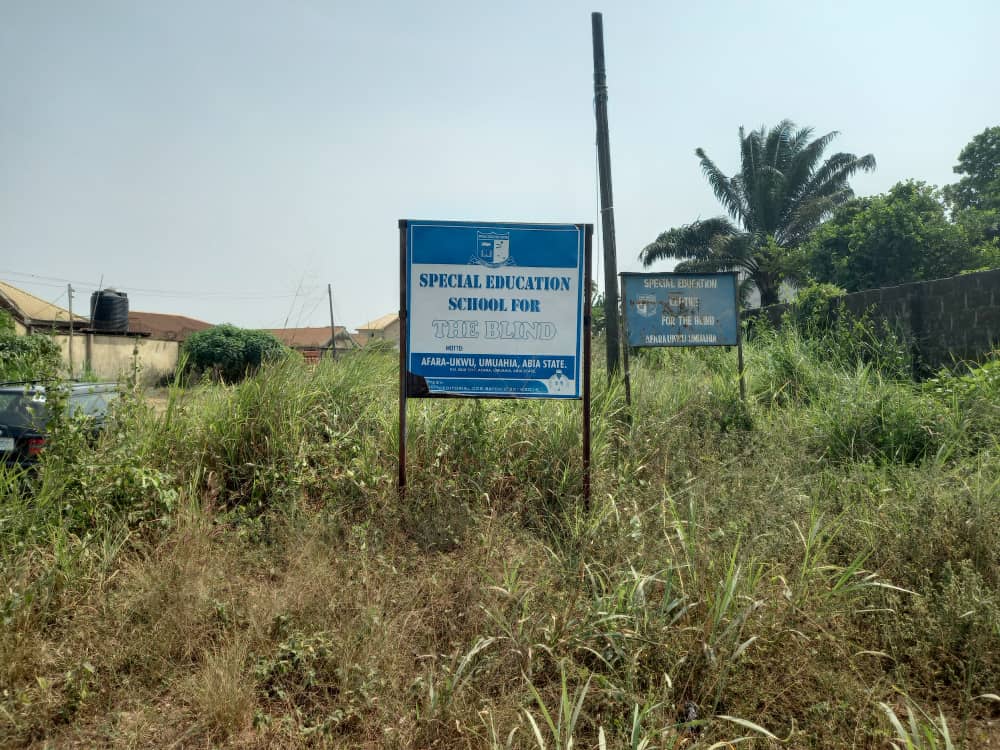 SPECIAL EDUCATION
SCHOOL FOR
THE BLIND
MOTTO:
AFARA-UKWU, UMUAHIA, ABIA STATE.
SPECIAL EDUCATION
CENTRE
FOR THE BLIND
AFARA UKWU UMUAHIA